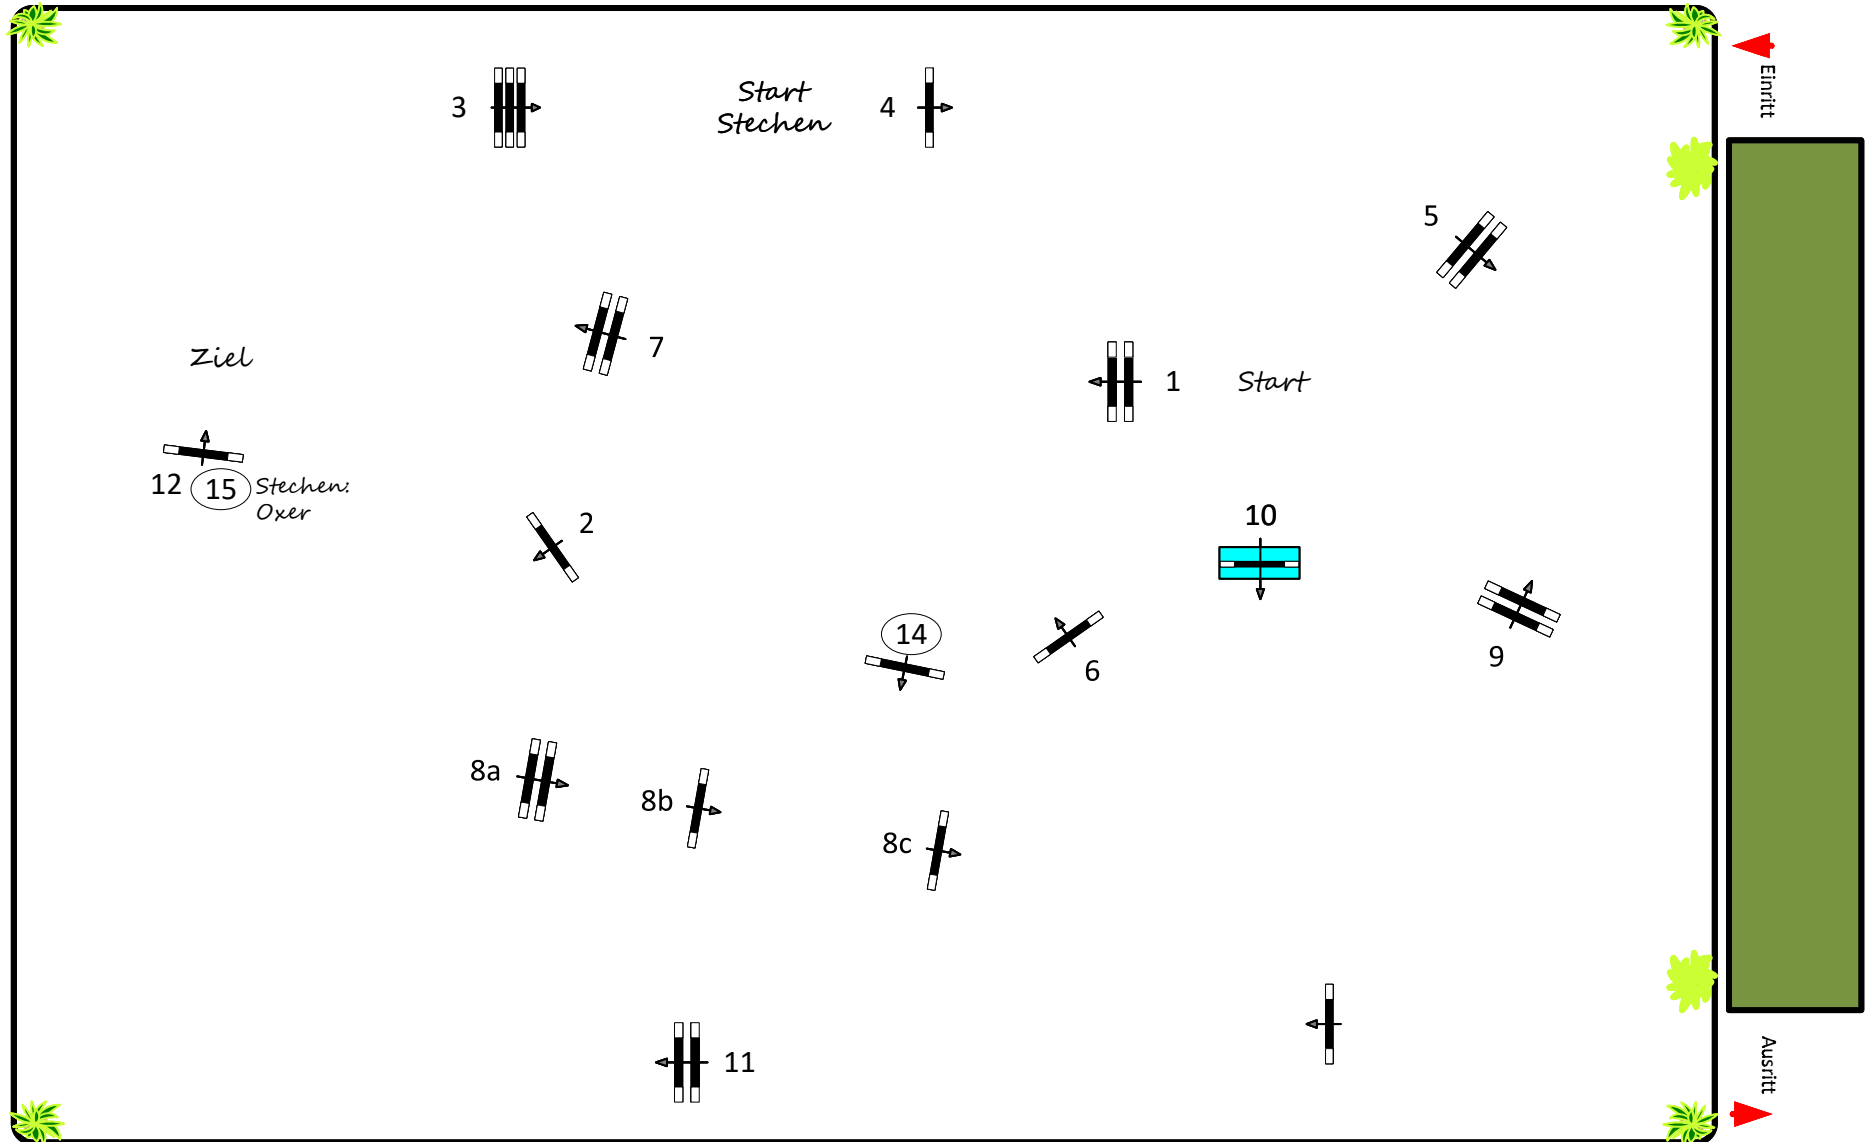 Einritt
3
Start
Stechen
4
5
7
1
Start
Ziel
12
15
Stechen:
Oxer
2
10
14
6
9
8a
8b
8c
11
Ausritt